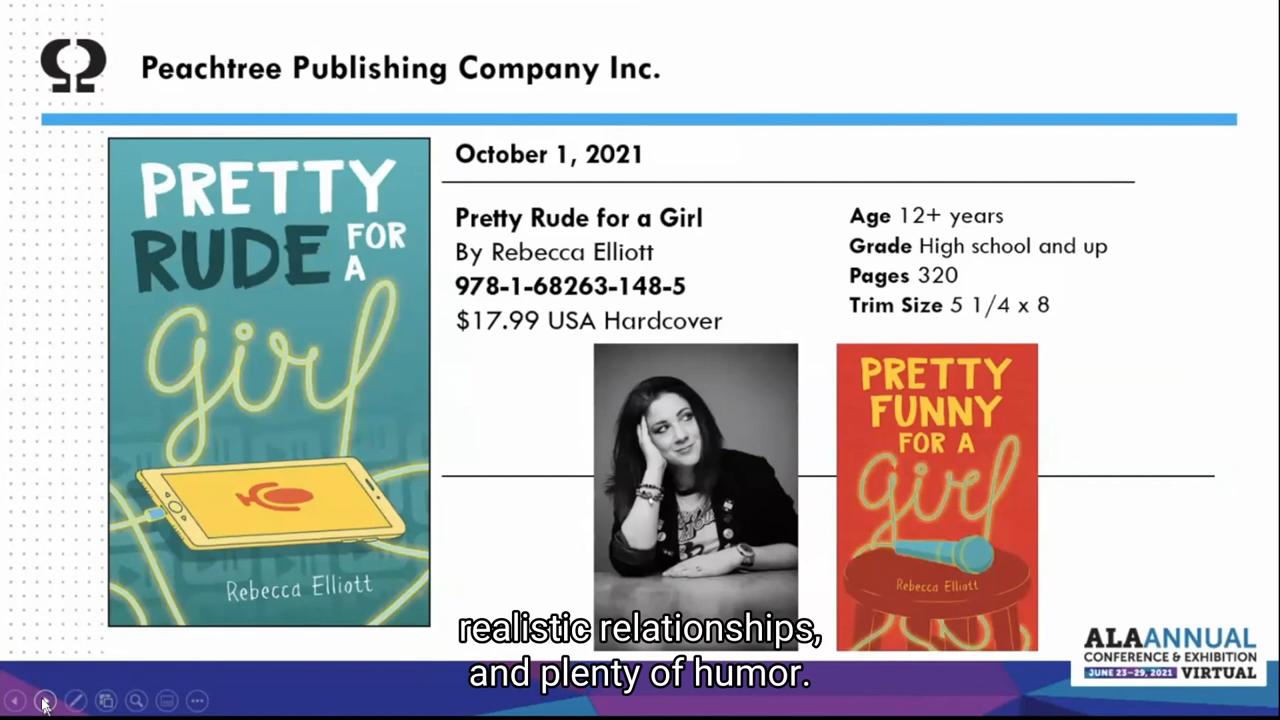 Peachtree Publishing Company Inc.
PRETTY
RUDE FOR
A
girl
Rebecca Elliott
October 1, 2021
Pretty Rude for a Girl
By Rebecca Elliott
978-1-68263-148-5
$17.99 USA Hardcover
Age 12+ years
Grade High school and up
Pages 320
Trim Size 5 1/4 x 8
PRETTY
FUNNY
FOR A
girl
Rebecca Elliott
realistic relationships,
and plenty of humor.
ALAANNUAL
CONFERENCE & EXHIBITION
JUNE 23–29, 2021 VIRTUAL